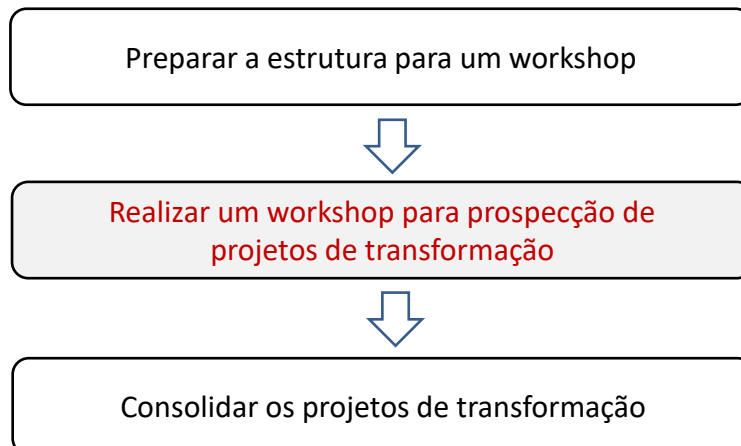 Preparar a estrutura para um workshop
Realizar um workshop para prospecção de
projetos de transformação
Consolidar os projetos de transformação